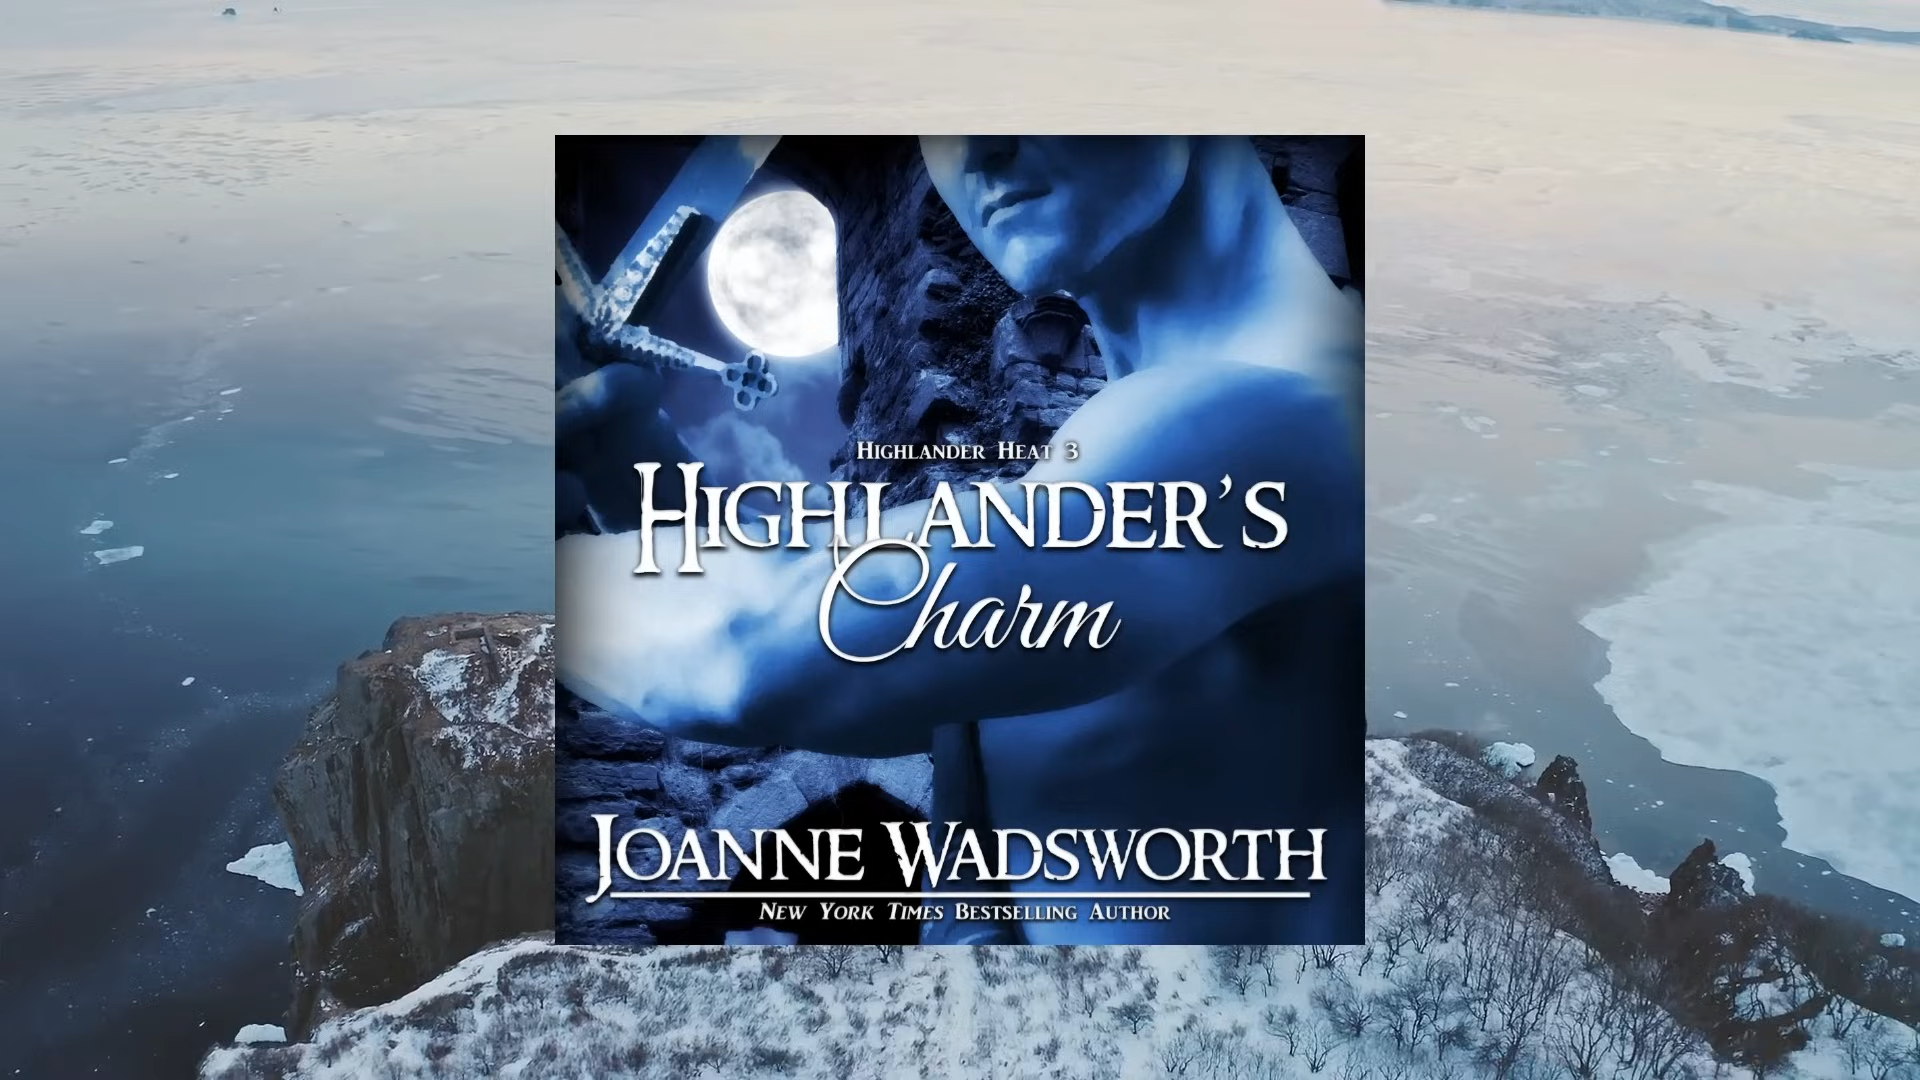 Highlander Heat 3
Highlander's
Charm
Joanne Wadsworth
New York Times Bestselling Author